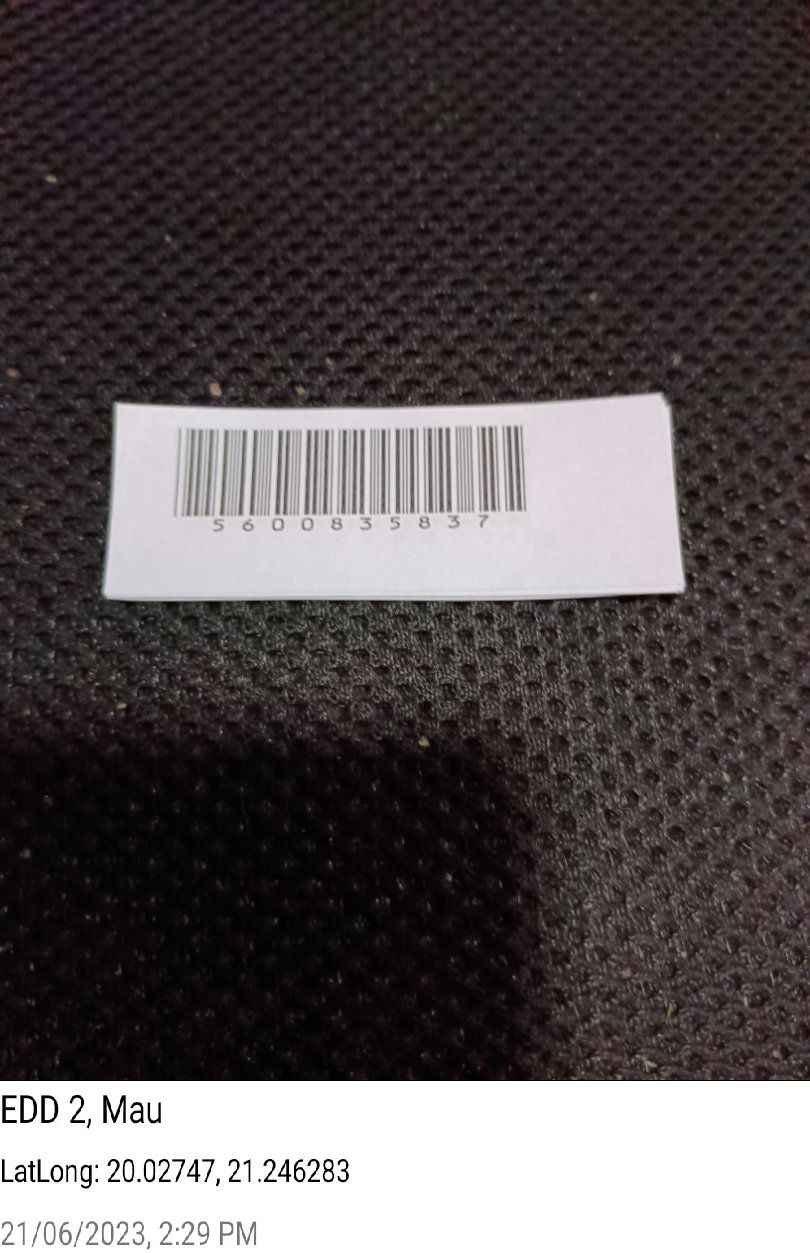 5600835837
EDD 2, Mau
LatLong: 20.02747, 21.246283
21/06/2023, 2:29 PM